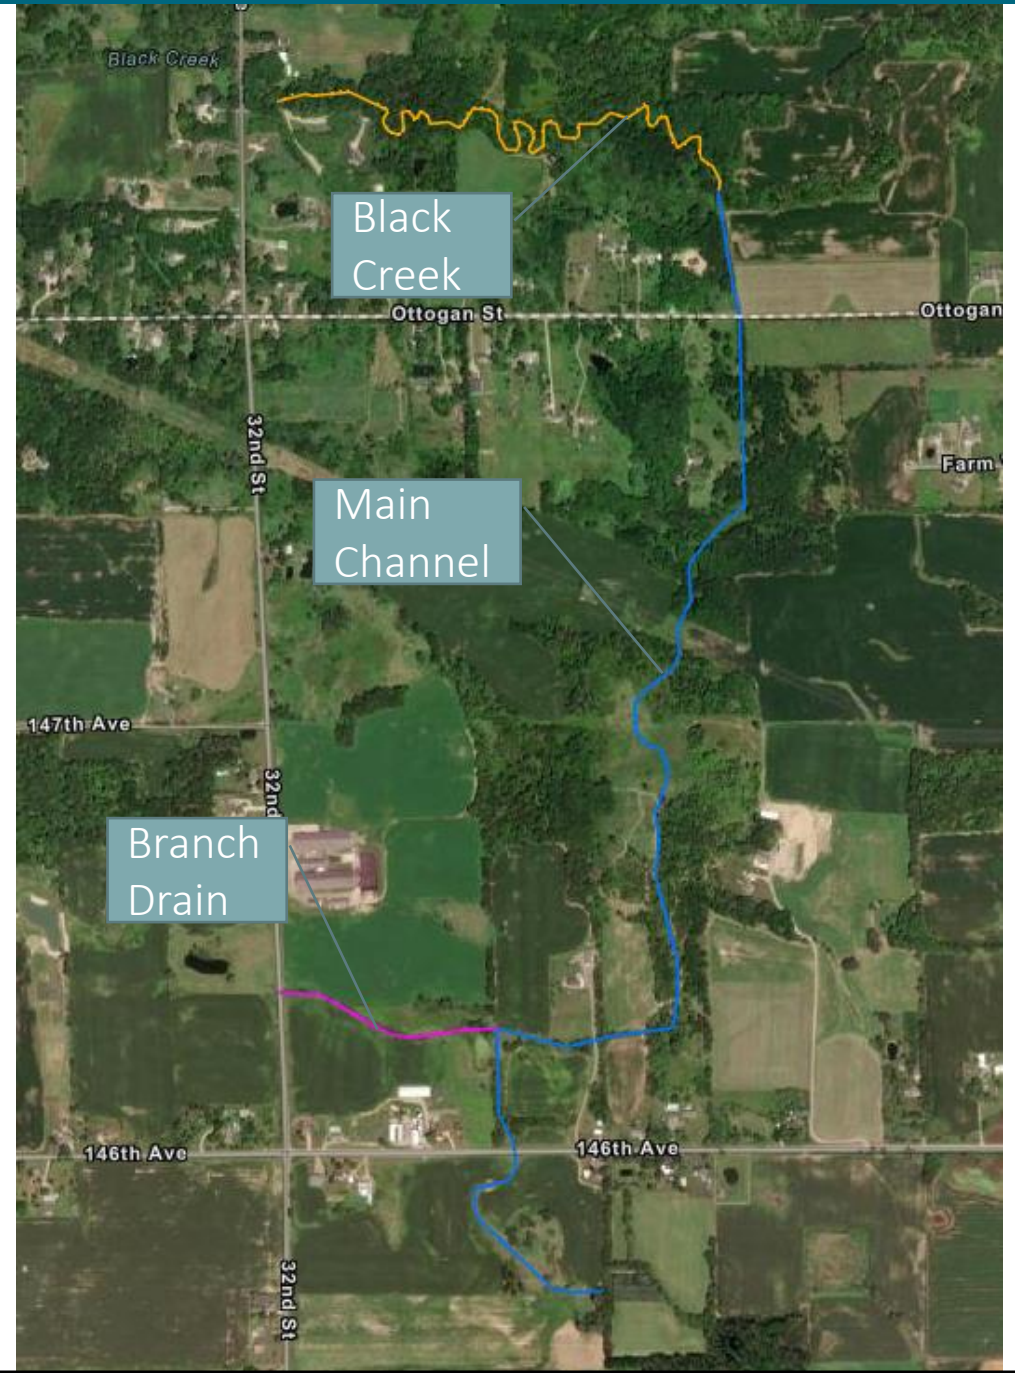 Black Creek
Black
Creek
Ottogan St
Ottogan
32nd St
Farm
Main
Channel
147th Ave
32nd
Branch
Drain
146th Ave
146th Ave
32nd St